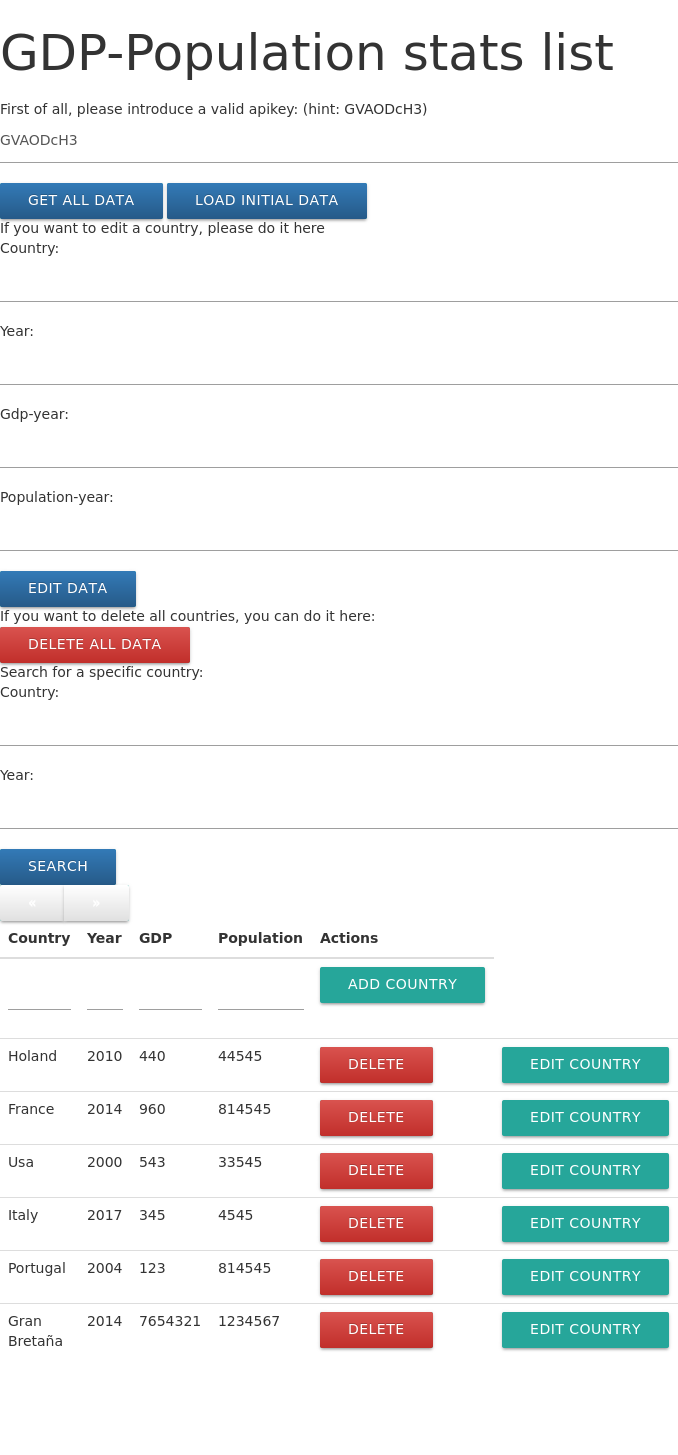 GDP-Population stats list
First of all, please introduce a valid apikey: (hint: GVAODcH3)
GVAODcH3
GET ALL DATA LOAD INITIAL DATA
If you want to edit a country, please do it here
Country:
Year:
Gdp-year:
Population-year:
EDIT DATA
If you want to delete all countries, you can do it here:
DELETE ALL DATA
Search for a specific country:
Country:
Year:
SEARCH
« »
Country Year GDP Population Actions
ADD COUNTRY
Holand 2010 440 44545 DELETE EDIT COUNTRY
France 2014 960 814545 DELETE EDIT COUNTRY
Usa 2000 543 33545 DELETE EDIT COUNTRY
Italy 2017 345 4545 DELETE EDIT COUNTRY
Portugal 2004 123 814545 DELETE EDIT COUNTRY
Gran 2014 7654321 1234567 DELETE EDIT COUNTRY
Bretaña